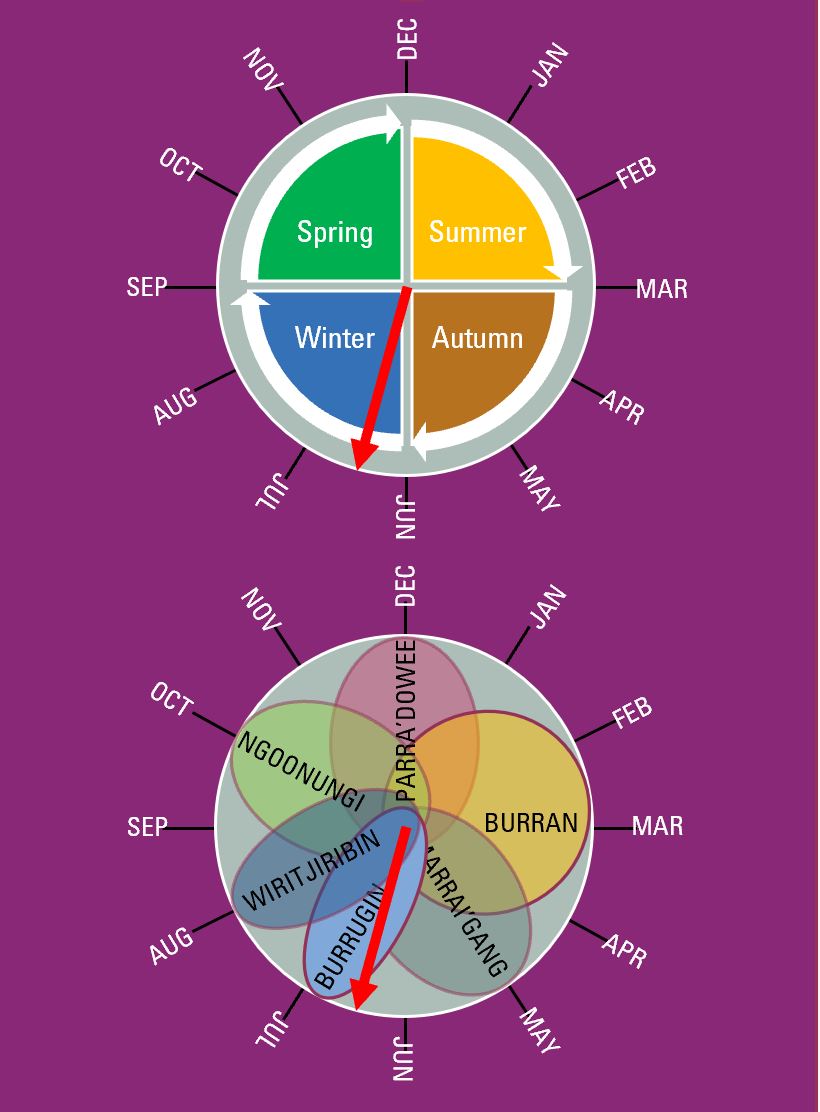 DEC
JAN
FEB
MAR
APR
MAY
JUN
JUL
AUG
SEP
OCT
NOV
Spring
Summer
Winter
Autumn
DEC
JAN
FEB
MAR
APR
MAY
JUN
JUL
AUG
SEP
OCT
NOV
PARRA'DOWEE
BURRAN
ARRAI'GANG
BURRUGIN
WIRITJIRIBIN
NGOONUNGI